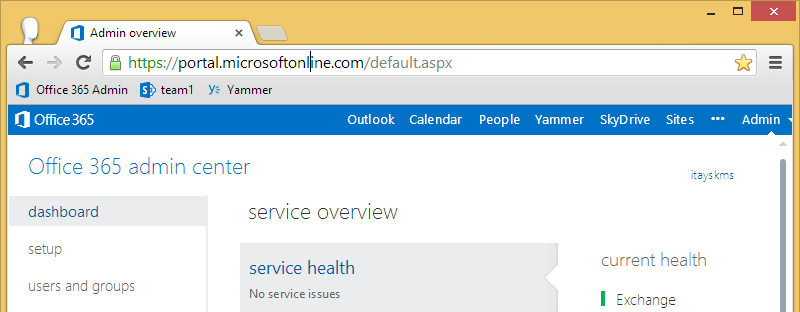 Admin overview
https://portal.microsoftonline.com/default.aspx
Office 365 Admin team1 Yammer
Office 365 Outlook Calendar People Yammer SkyDrive Sites ••• Admin
Office 365 admin center
itayskms
dashboard
setup
users and groups
service overview
service health
No service issues
current health
Exchange